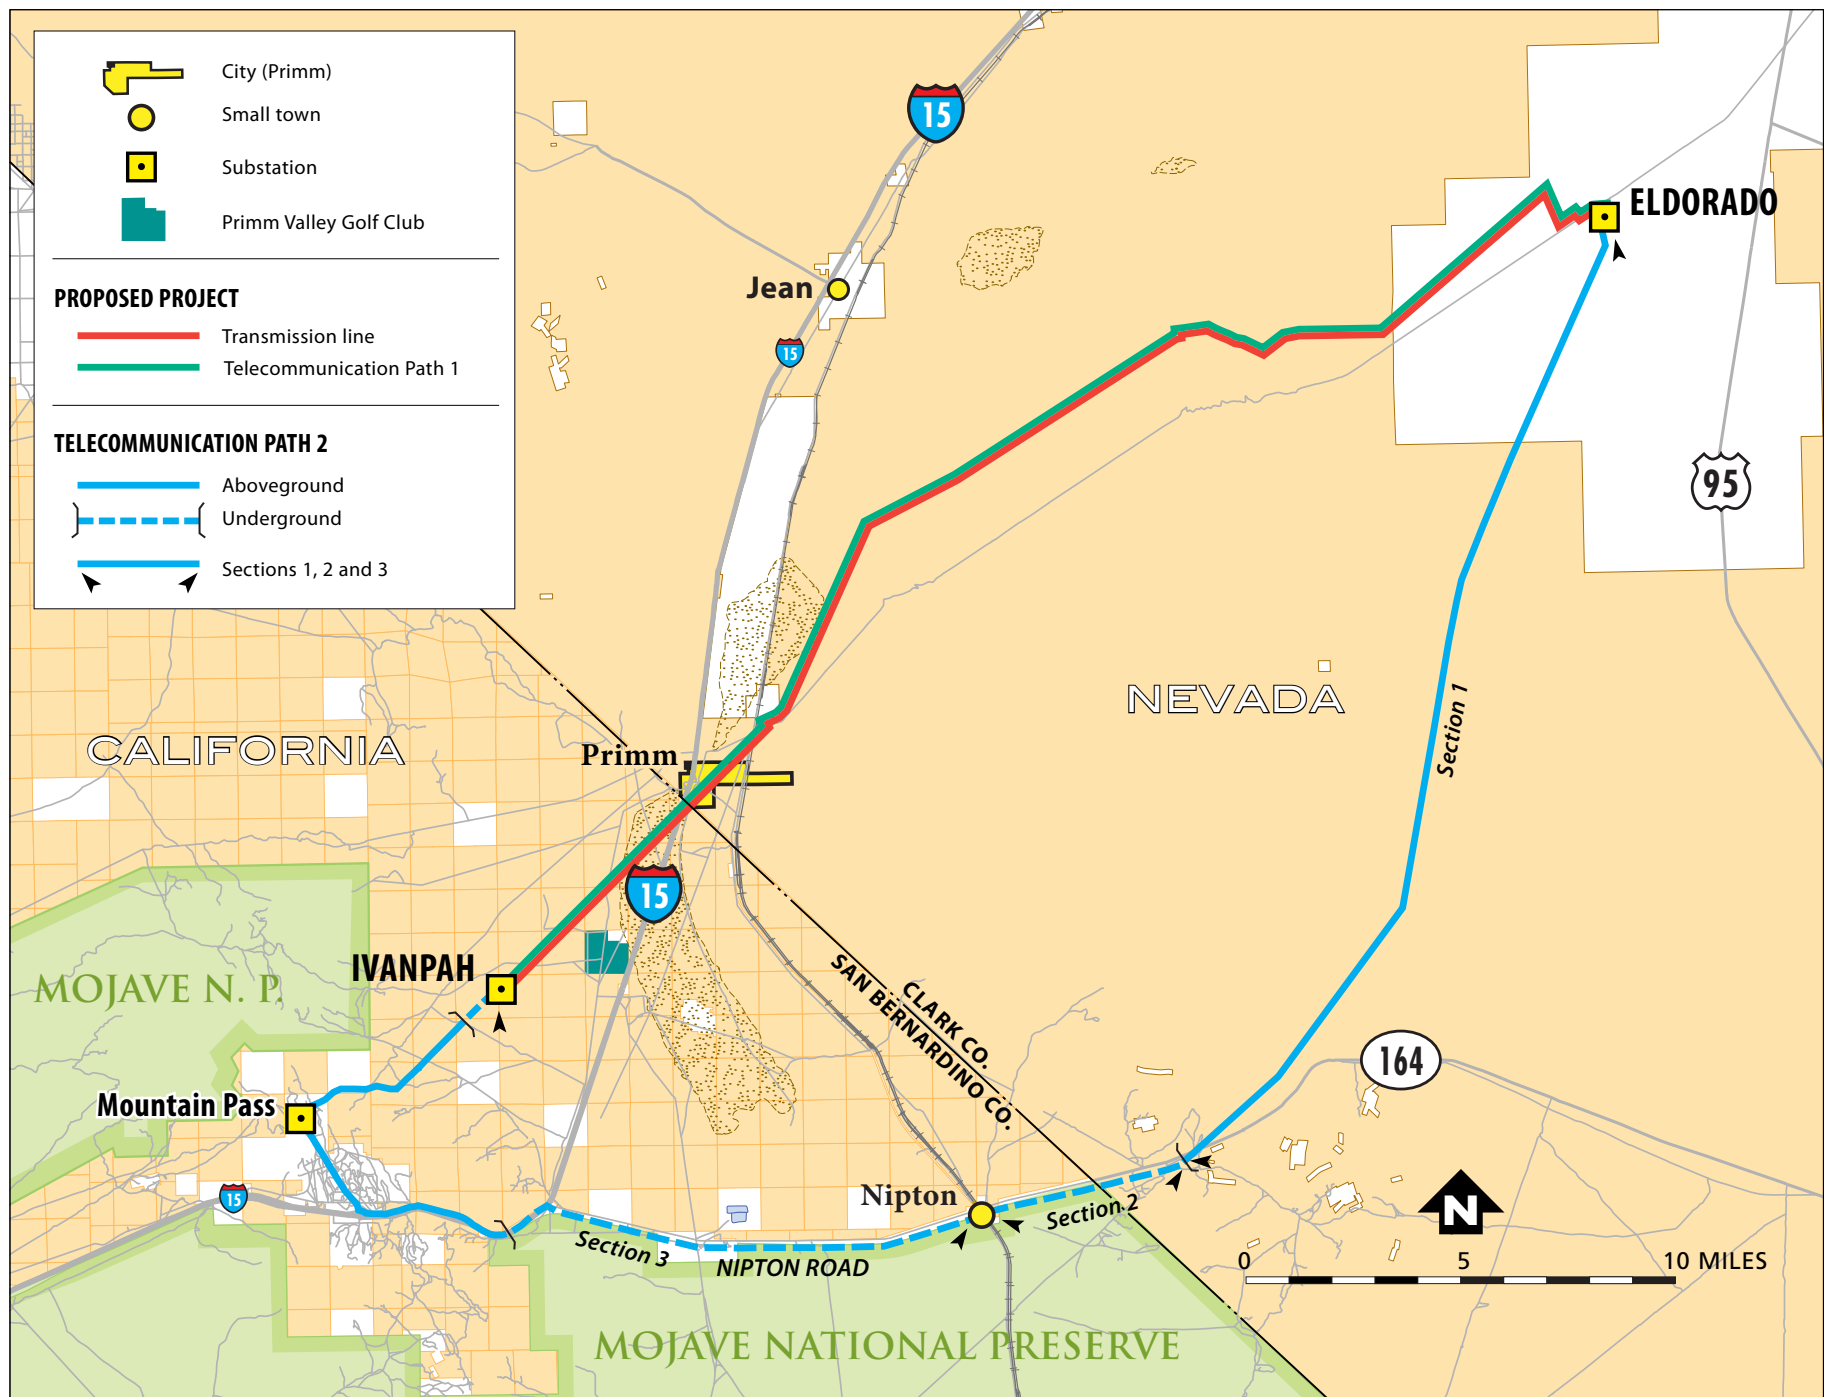 City (Primm)
Small town
Substation
Primm Valley Golf Club
PROPOSED PROJECT
Transmission line
Telecommunication Path 1
TELECOMMUNICATION PATH 2
Aboveground
Underground
Sections 1, 2 and 3
15
ELDORADO
Jean
15
95
NEVADA
Section 1
CALIFORNIA
Primm
15
IVANPAH
MOJAVE N. P.
CLARK CO.
SAN BERNARDINO CO.
164
Mountain Pass
15
Nipton
Section 2
Section 3
NIPTON ROAD
N
0 5 10 MILES
MOJAVE NATIONAL PRESERVE